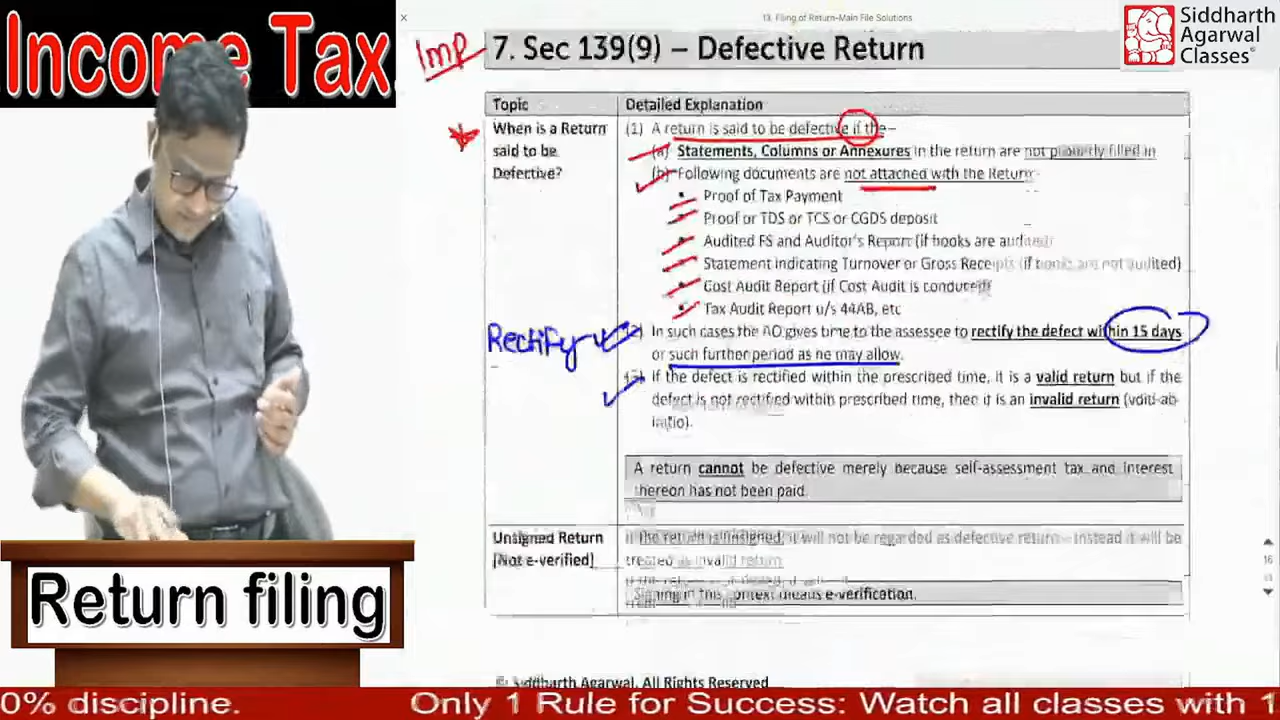 Income Tax.
13. Filing of Return-Main File Solutions
Siddharth
Agarwal
Classes
Imp
7. Sec 139(9) – Defective Return
Topic
Detailed Explanation
When is a Return
said to be
Defective?
(1) A return is said to be defective if the–
(a) Statements, Columns or Annexures in the return are not properly filled in
(b) Following documents are not attached with the Return
Proof of Tax Payment
Proof or TDS or TCS or CGDS deposit
Audited FS and Auditor's Report (if books are audited)
Statement indicating Turnover or Gross Receipts (if books are not audited)
Cost Audit Report (if Cost Audit is conducted)
Tax Audit Report u/s 44AB, etc
Rectify
In such cases the AO gives time to the assessee to rectify the defect within 15 days
or such further period as he may allow.
If the defect is rectified within the prescribed time, it is a valid return but if the
defect is not rectified within prescribed time, then it is an invalid return (void-ab-
initio).
A return cannot be defective merely because self-assessment tax and interest
thereon has not been paid.
Unsigned Return
[Not e-verified]
If the return is unsigned, it will not be regarded as defective return – instead it will be
treated as invalid return
Signing in this context means e-verification.
16
Siddharth Agarwal. All Rights Reserved
Return filing
0% discipline. Only 1 Rule for Success: Watch all classes with 1